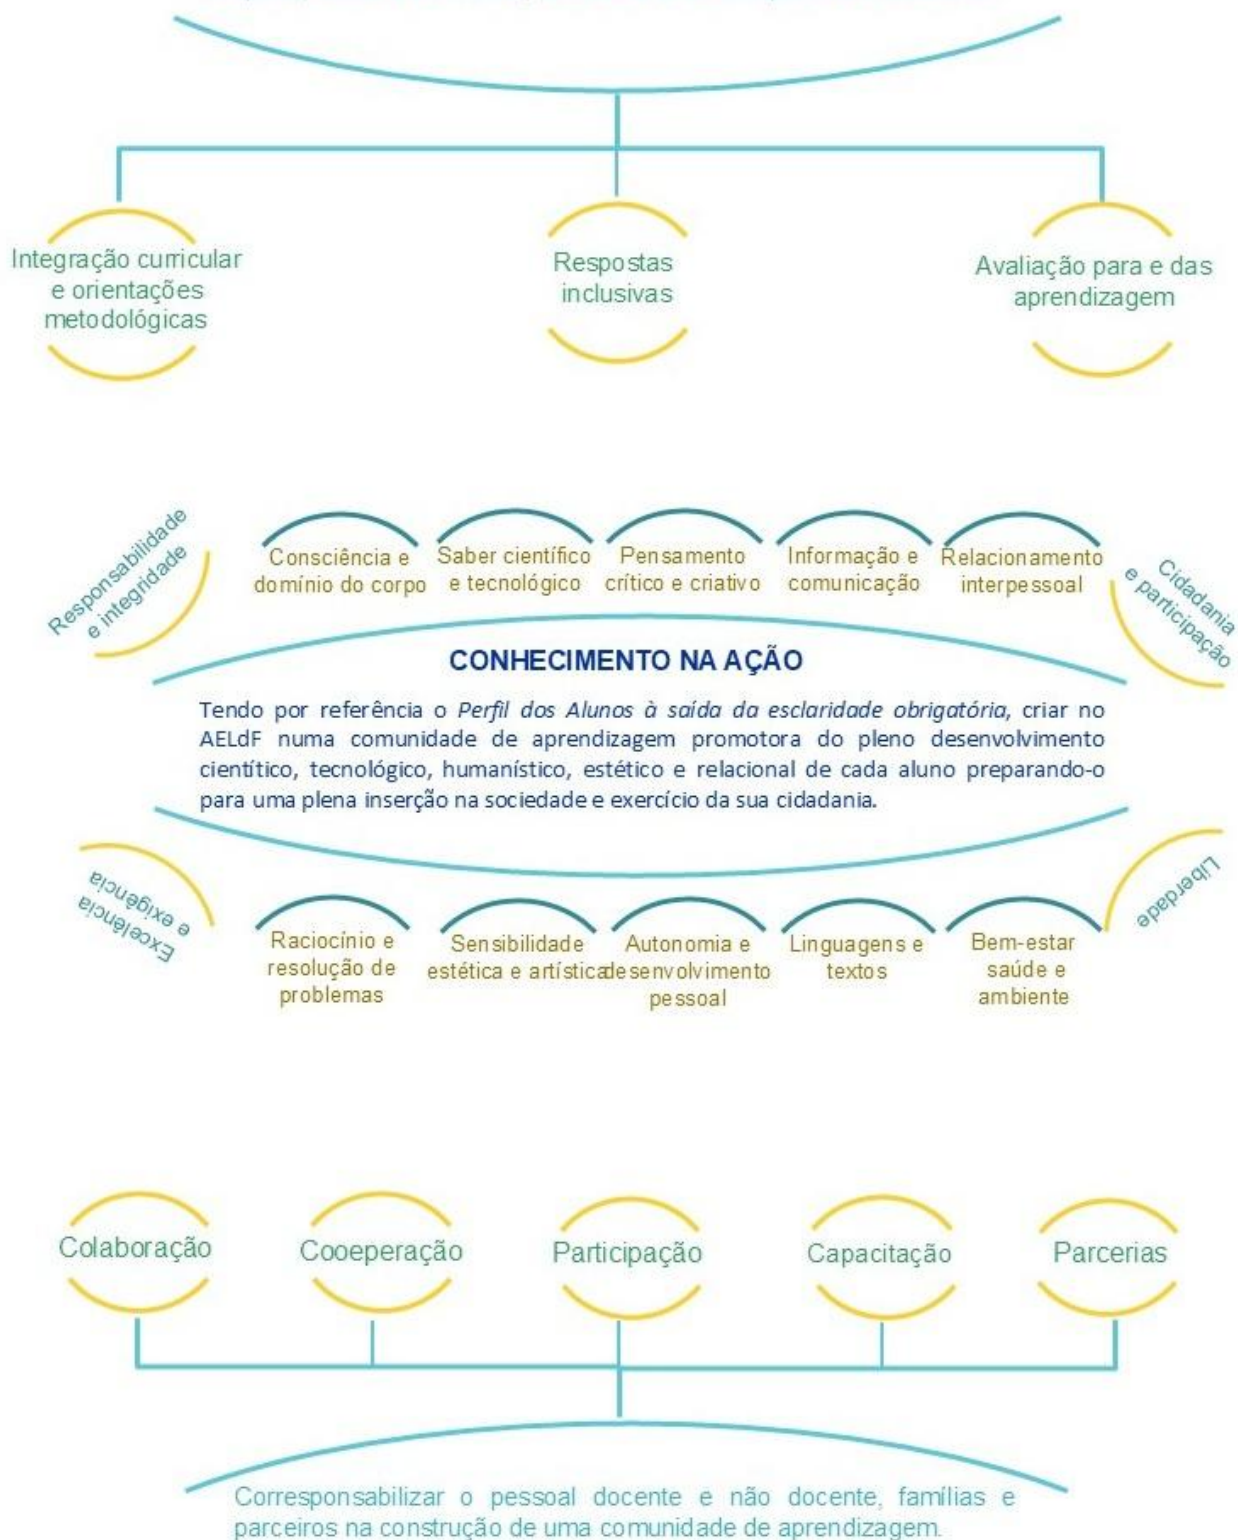 Integração curricular
e orientações
metodológicas
Respostas
inclusivas
Avaliação para e das
aprendizagem
Responsabilidade
e integridade
Consciência e
domínio do corpo
Saber científico
e tecnológico
Pensamento
crítico e criativo
Informação e
comunicação
Relacionamento
interpessoal
Cidadania
e participação
CONHECIMENTO NA AÇÃO
Tendo por referência o Perfil dos Alunos à saída da esclaridade obrigatória, criar no
AELdF numa comunidade de aprendizagem promotora do pleno desenvolvimento
científico, tecnológico, humanístico, estético e relacional de cada aluno preparando-o
para uma plena inserção na sociedade e exercício da sua cidadania.
Excelência
e exigência
Raciocínio e
resolução de
problemas
Sensibilidade
estética e artística
Autonomia e
desenvolvimento
pessoal
Linguagens e
textos
Bem-estar
saúde e
ambiente
Liberdade
Colaboração
Cooeperação
Participação
Capacitação
Parcerias
Corresponsabilizar o pessoal docente e não docente, famílias e
parceiros na construção de uma comunidade de aprendizagem.